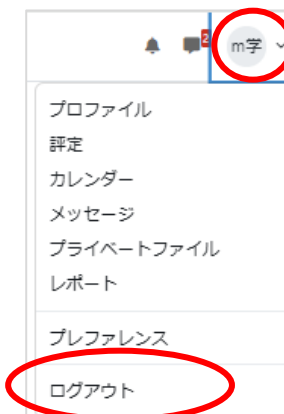 2
m学
プロファイル
評定
カレンダー
メッセージ
プライベートファイル
レポート
プレファレンス
ログアウト